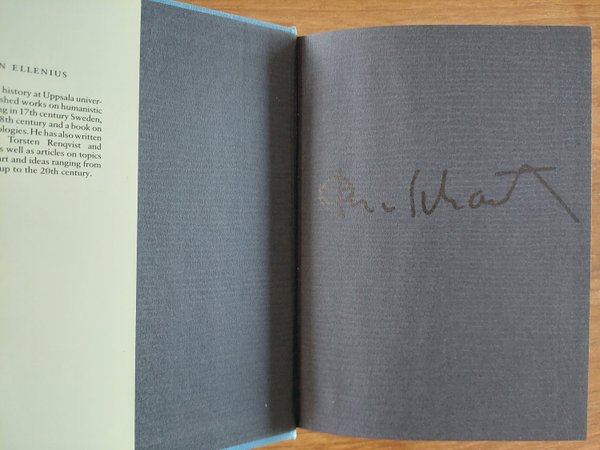 N ELLENIUS
history at Uppsala univer-
shed works on humanistic
ng in 17th century Sweden,
8th century and a book on
ologies. He has also written
Torsten Renqvist and
s well as articles on topics
art and ideas ranging from
up to the 20th century.